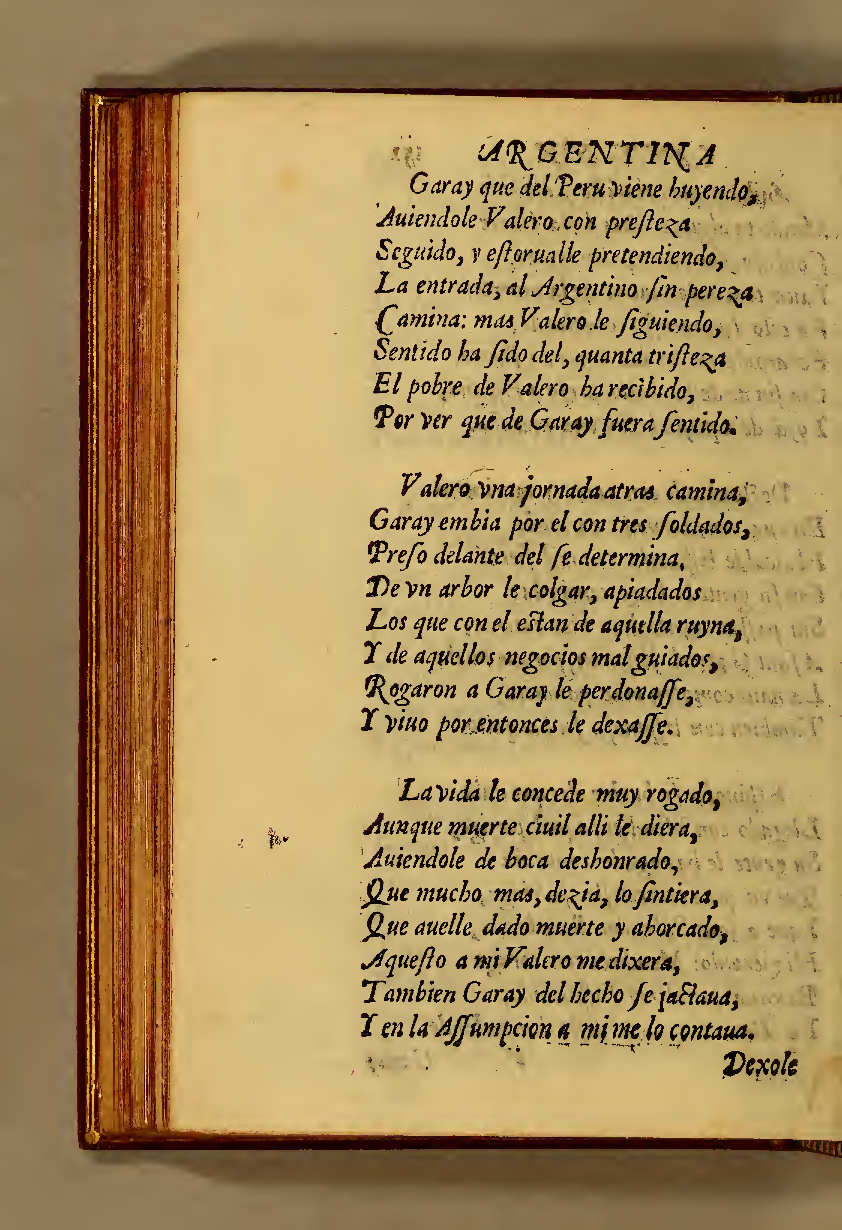 ARGENTINA
Garay que del Peru viene huyendo,
Auiendole Valero con presteza
Seguido, y estorualle pretendiendo,
La entrada, al Argentino sin pereza
Camina: mas Valero le siguiendo,
Sentido ha sido del, quanta tristeza
El pobre de Valero ha recibido,
Por ver que de Garay fuera sentido.
Valero vna jornada atras camina,
Garay embia por el con tres soldados,
Preso delante del se determina,
De vn arbor le colgar, apiadados
Los que con el estan de aquella ruyna,
Y de aquellos negocios mal guiados,
Rogaron a Garay le perdonasse,
Y viuo por entonces le dexasse.
La vida le concede muy rogado,
Aunque muerte ciuil alli le diera,
Auiendole de boca deshonrado,
Que mucho mas, dezia, lo sintiera,
Que auelle dado muerte y ahorcado,
Aquesto a mi Valero me dixera,
Tambien Garay del hecho se jactaua,
Y en la Assumpcion a mi me lo contaua.
Dexole